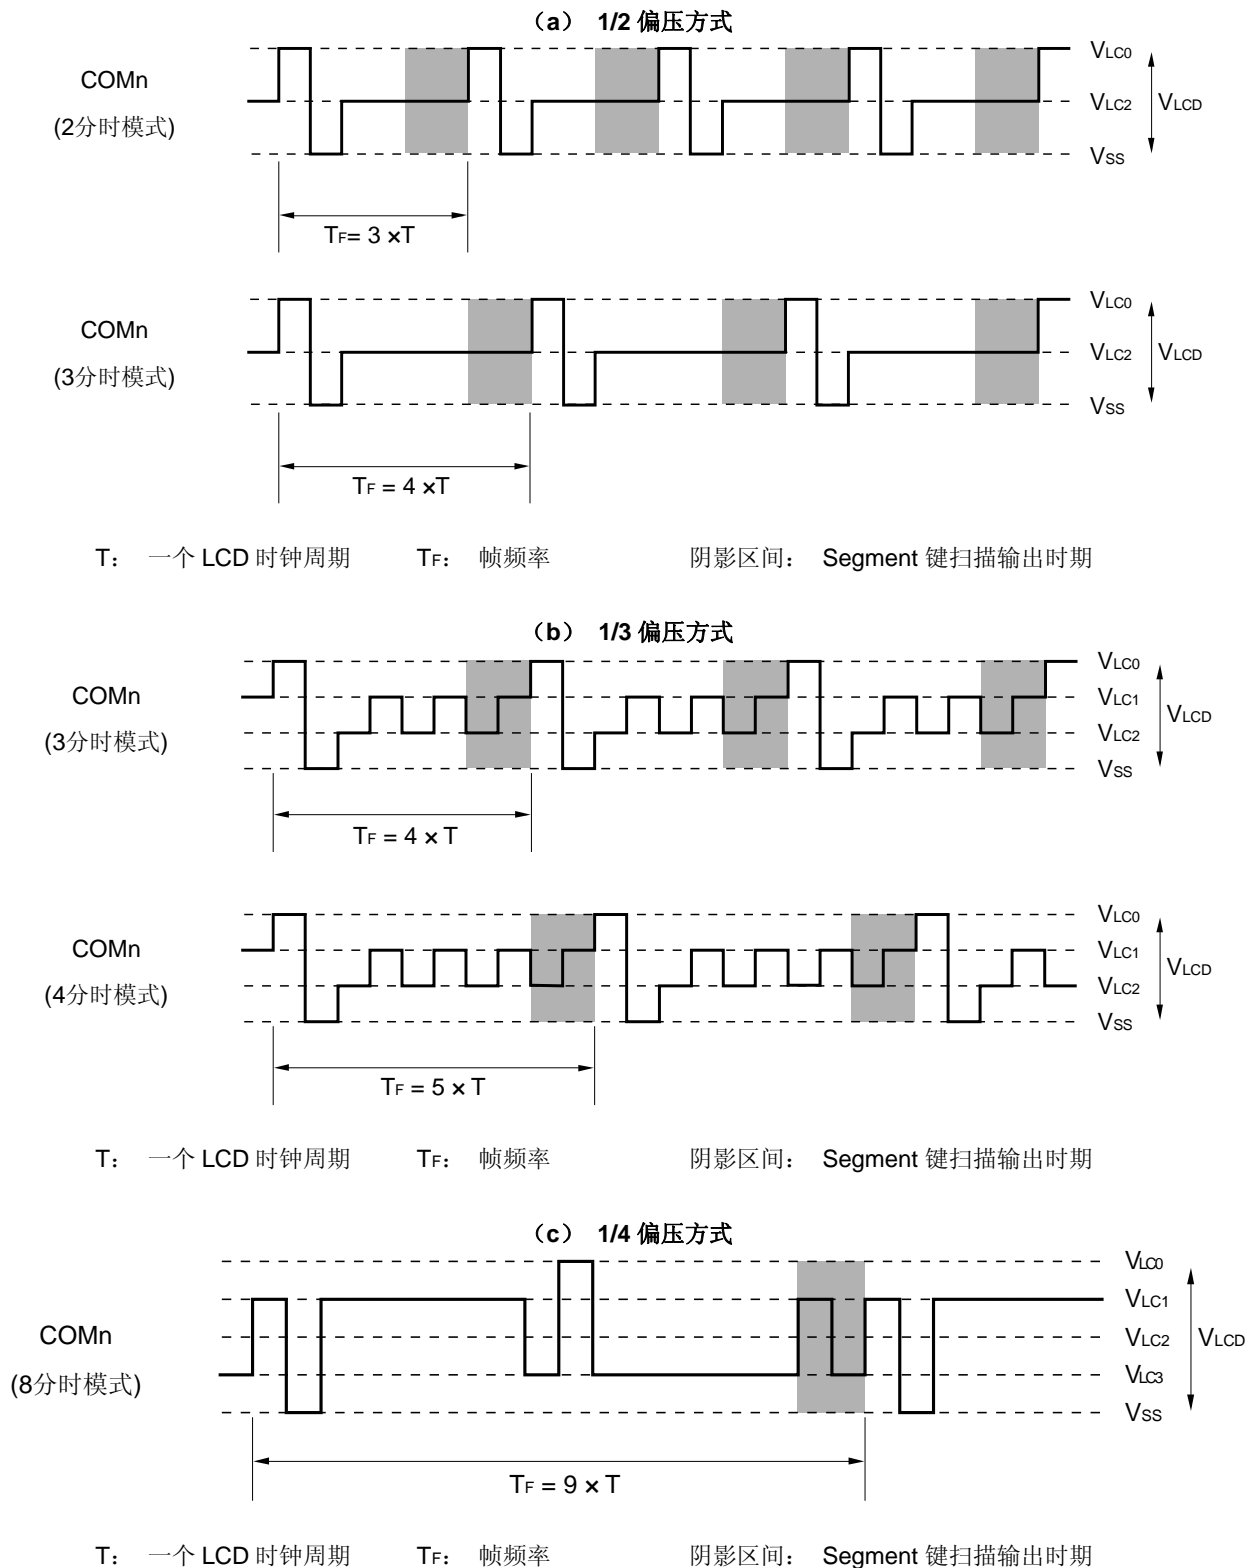 （a） 1/2 偏压方式
VLC0
COMn
VLC2
VLCD
(2分时模式)
VSS
TF= 3 ×T
VLC0
COMn
VLC2
VLCD
(3分时模式)
VSS
TF = 4 ×T
T： 一个 LCD 时钟周期 TF： 帧频率 阴影区间： Segment 键扫描输出时期
（b） 1/3 偏压方式
VLC0
COMn
VLC1
VLCD
(3分时模式)
VLC2
VSS
TF = 4 × T
VLC0
COMn
VLC1
VLCD
(4分时模式)
VLC2
VSS
TF = 5 × T
T： 一个 LCD 时钟周期 TF： 帧频率 阴影区间： Segment 键扫描输出时期
（c） 1/4 偏压方式
VLC0
VLC1
COMn
VLC2
VLCD
(8分时模式)
VLC3
VSS
TF = 9 × T
T： 一个 LCD 时钟周期 TF： 帧频率 阴影区间： Segment 键扫描输出时期